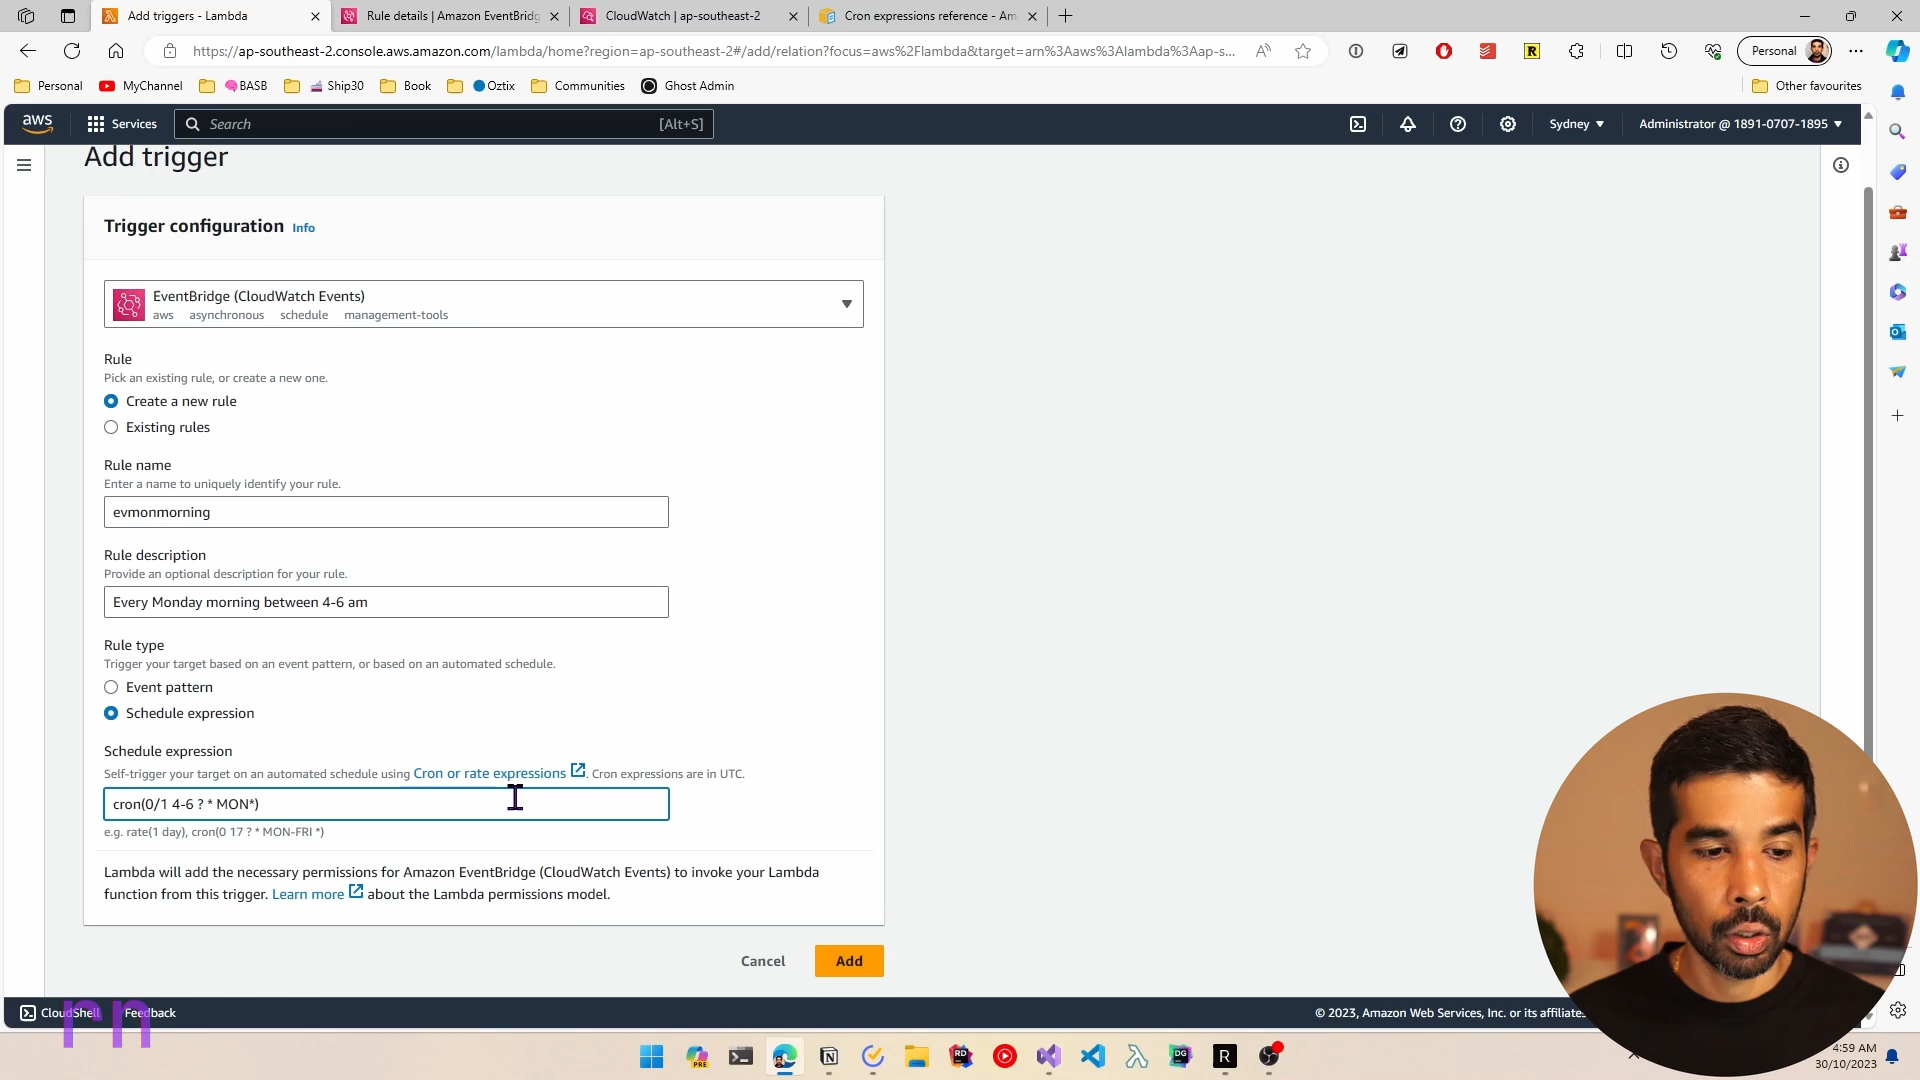 Add triggers - Lambda
Rule details | Amazon EventBridg
CloudWatch | ap-southeast-2
Cron expressions reference - Am
https://ap-southeast-2.console.aws.amazon.com/lambda/home?region=ap-southeast-2#/add/relation?focus=aws%2Flambda&target=arn%3Aaws%3Alambda%3Aap-s...
Personal
Personal
MyChannel
BASB
Ship30
Book
Oztix
Communities
Ghost Admin
Other favourites
aws
Services
Search
[Alt+S]
Sydney
Administrator @ 1891-0707-1895
Add trigger
Trigger configuration Info
EventBridge (CloudWatch Events)
aws asynchronous schedule management-tools
Rule
Pick an existing rule, or create a new one.
Create a new rule
Existing rules
Rule name
Enter a name to uniquely identify your rule.
evmonmorning
Rule description
Provide an optional description for your rule.
Every Monday morning between 4-6 am
Rule type
Trigger your target based on an event pattern, or based on an automated schedule.
Event pattern
Schedule expression
Schedule expression
Self-trigger your target on an automated schedule using Cron or rate expressions. Cron expressions are in UTC.
cron(0/1 4-6 ? * MON*)
e.g. rate(1 day), cron(0 17 ? * MON-FRI *)
Lambda will add the necessary permissions for Amazon EventBridge (CloudWatch Events) to invoke your Lambda
function from this trigger. Learn more about the Lambda permissions model.
Cancel
Add
CloudShell
Feedback
© 2023, Amazon Web Services, Inc. or its affiliates
rn
PRE
RD
DG
R
4:59 AM
30/10/2023